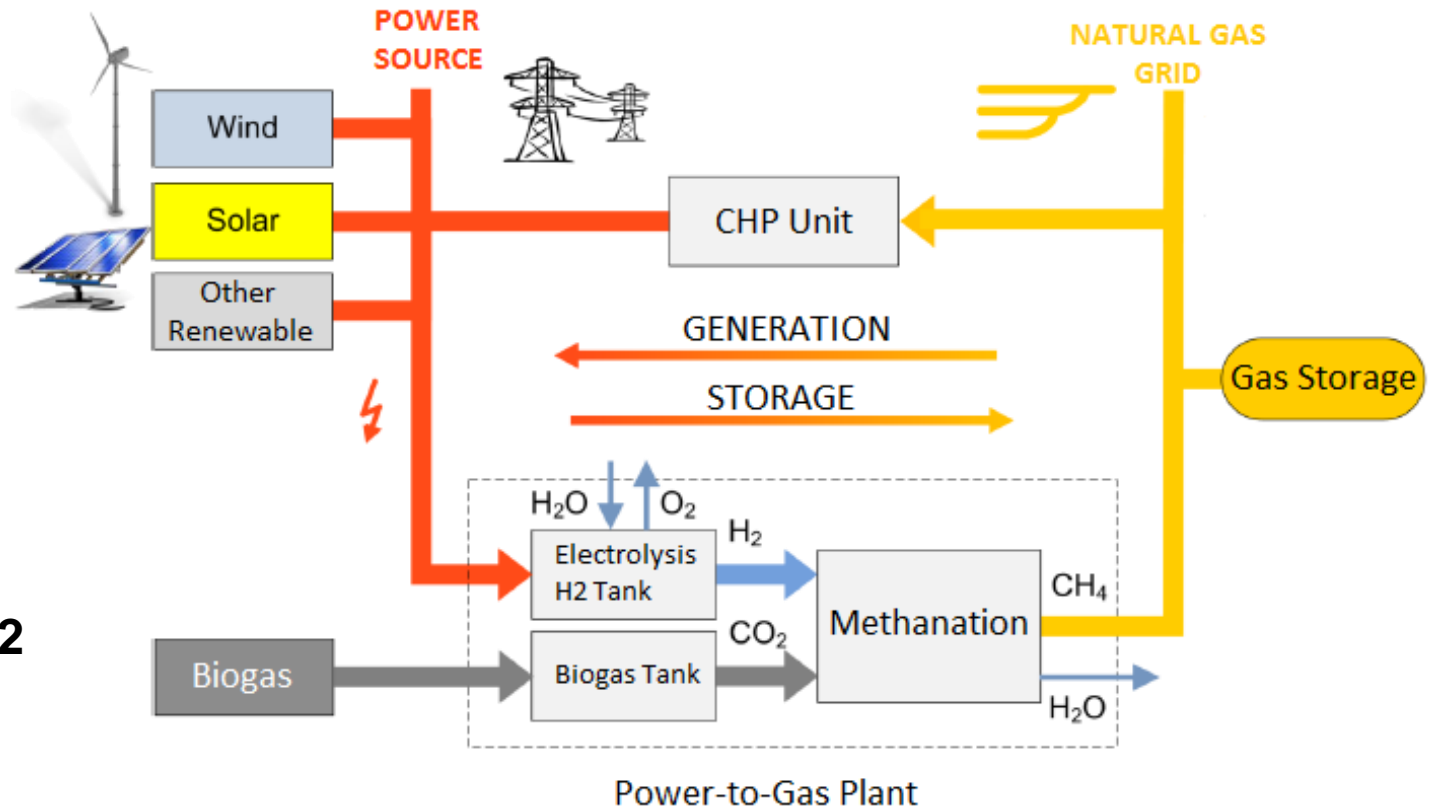 POWER
SOURCE
NATURAL GAS
GRID
Wind
Solar
Other
Renewable
CHP Unit
GENERATION
STORAGE
Gas Storage
H₂O
O₂
H₂
Electrolysis
H2 Tank
CH₄
Methanation
2
CO₂
Biogas
Biogas Tank
H₂O
Power-to-Gas Plant